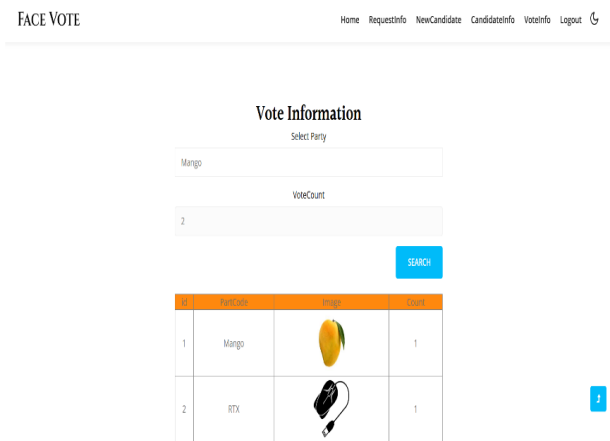 FACE VOTE
Home RequestInfo NewCandidate CandidateInfo VoteInfo Logout
Vote Information
Select Party
Mango
VoteCount
2
SEARCH
id PartCode Image Count
1 Mango 1
2 RTX 1